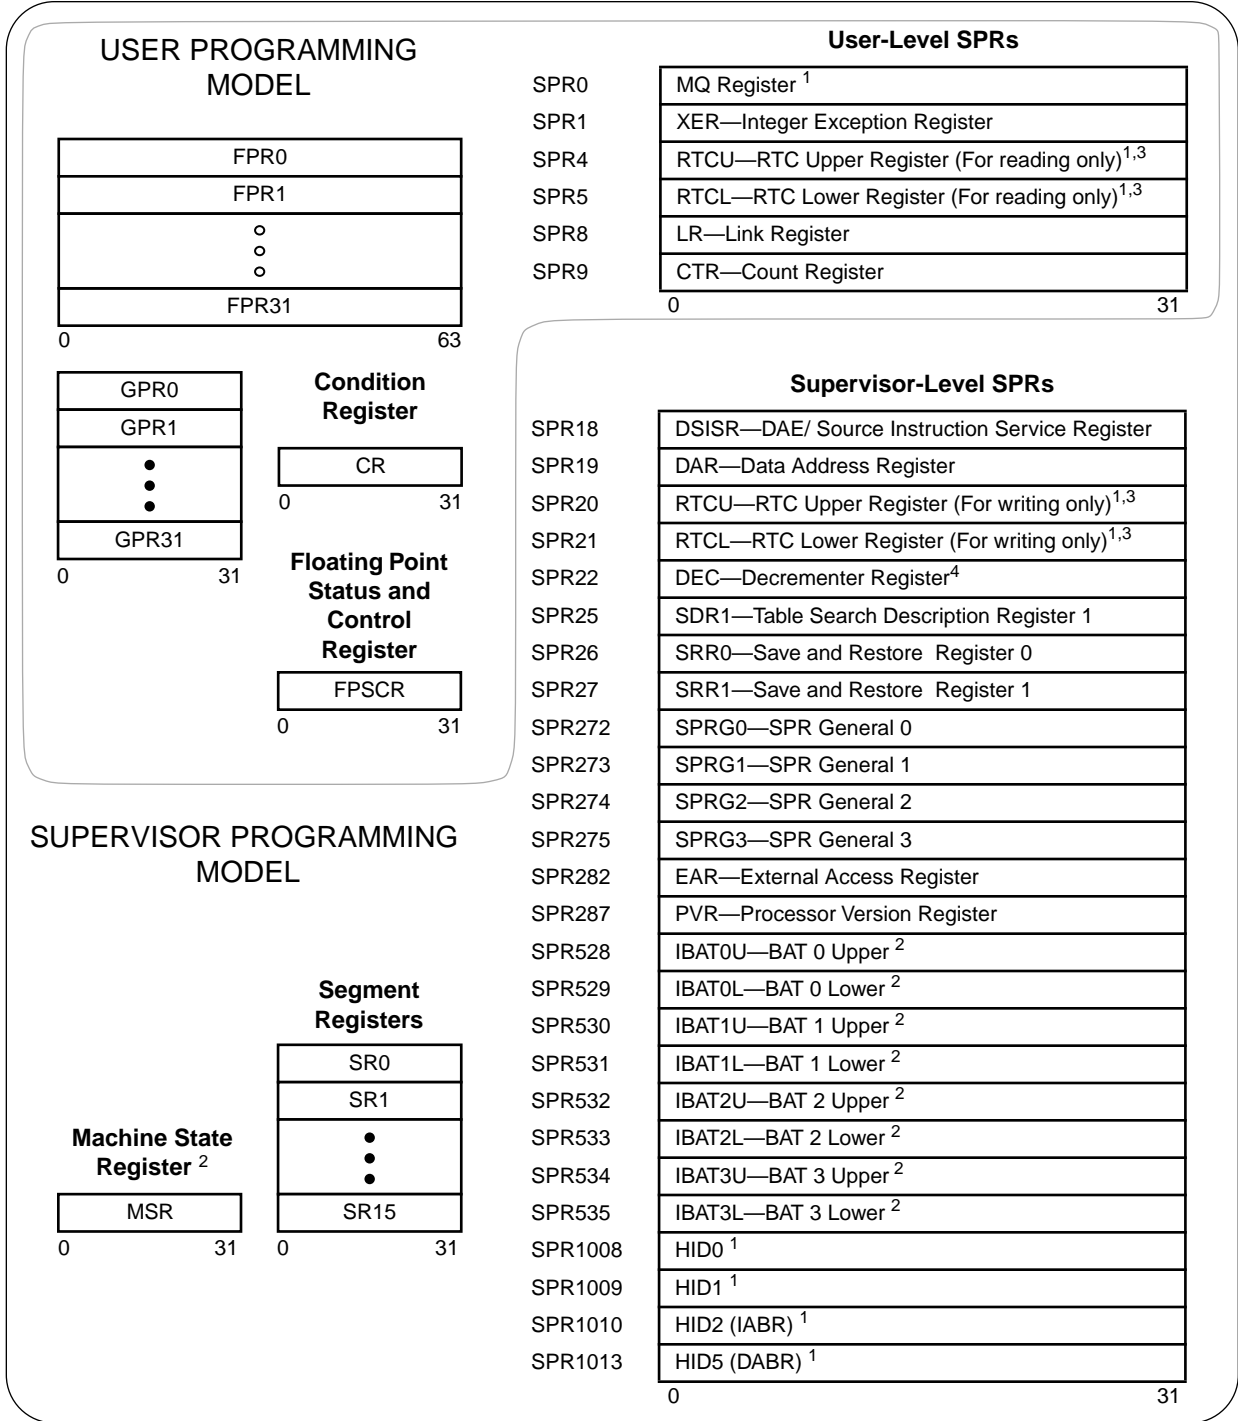 USER PROGRAMMING
MODEL
FPR0
FPR1
FPR31
0 63
GPR0
GPR1
GPR31
0 31
Condition
Register
CR
0 31
Floating Point
Status and
Control
Register
FPSCR
0 31
User-Level SPRs
SPR0 MQ Register 1
SPR1 XER—Integer Exception Register
SPR4 RTCU—RTC Upper Register (For reading only)1,3
SPR5 RTCL—RTC Lower Register (For reading only)1,3
SPR8 LR—Link Register
SPR9 CTR—Count Register
0 31
SUPERVISOR PROGRAMMING
MODEL
Machine State
Register 2
MSR
0 31
Segment
Registers
SR0
SR1
SR15
0 31
Supervisor-Level SPRs
SPR18 DSISR—DAE/ Source Instruction Service Register
SPR19 DAR—Data Address Register
SPR20 RTCU—RTC Upper Register (For writing only)1,3
SPR21 RTCL—RTC Lower Register (For writing only)1,3
SPR22 DEC—Decrementer Register4
SPR25 SDR1—Table Search Description Register 1
SPR26 SRR0—Save and Restore Register 0
SPR27 SRR1—Save and Restore Register 1
SPR272 SPRG0—SPR General 0
SPR273 SPRG1—SPR General 1
SPR274 SPRG2—SPR General 2
SPR275 SPRG3—SPR General 3
SPR282 EAR—External Access Register
SPR287 PVR—Processor Version Register
SPR528 IBAT0U—BAT 0 Upper 2
SPR529 IBAT0L—BAT 0 Lower 2
SPR530 IBAT1U—BAT 1 Upper 2
SPR531 IBAT1L—BAT 1 Lower 2
SPR532 IBAT2U—BAT 2 Upper 2
SPR533 IBAT2L—BAT 2 Lower 2
SPR534 IBAT3U—BAT 3 Upper 2
SPR535 IBAT3L—BAT 3 Lower 2
SPR1008 HID0 1
SPR1009 HID1 1
SPR1010 HID2 (IABR) 1
SPR1013 HID5 (DABR) 1
0 31